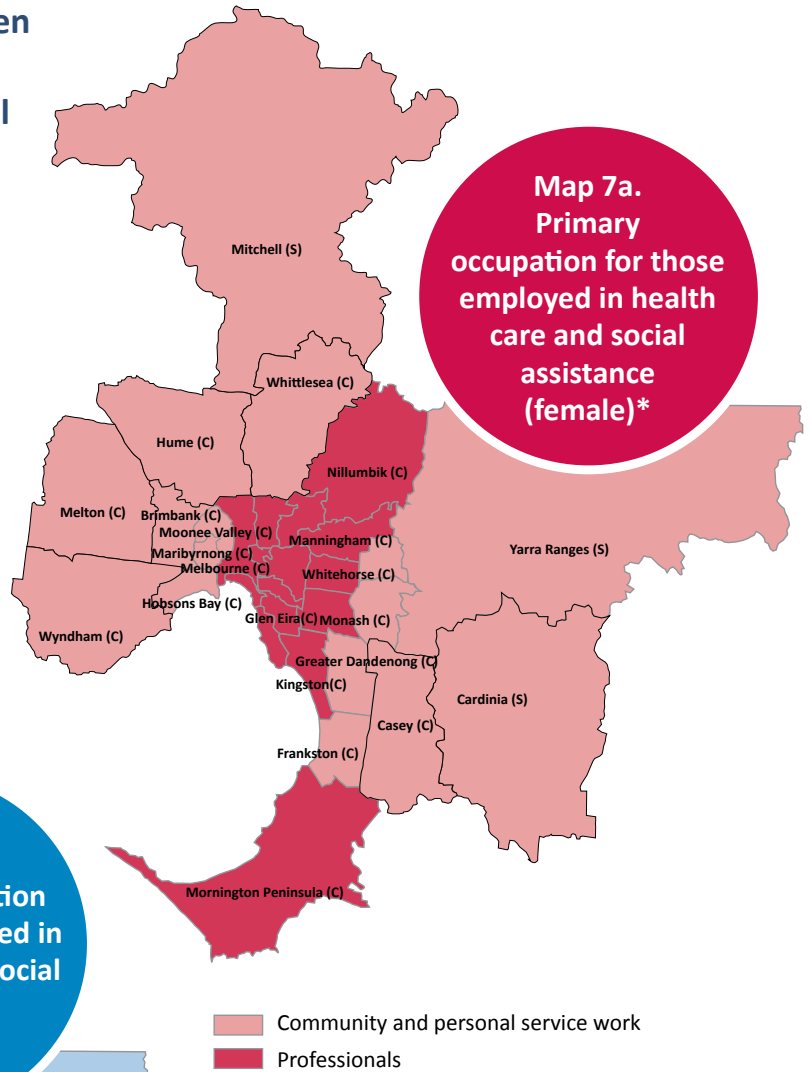 en
l
Map 7a.
Primary
occupation for those
employed in health
care and social
assistance
(female)*
Mitchell (S)
Whittlesea (C)
Hume (C)
Nillumbik (C)
Melton (C)
Brimbank (C)
Moonee Valley (C)
Manningham (C)
Yarra Ranges (S)
Maribyrnong (C)
Melbourne (C)
Whitehorse (C)
Hobsons Bay (C)
Glen Eira(C)
Monash (C)
Wyndham (C)
Greater Dandenong (C)
Kingston(C)
Cardinia (S)
Casey (C)
Frankston (C)
Mornington Peninsula (C)
tion
ed in
ocial
Community and personal service work
Professionals